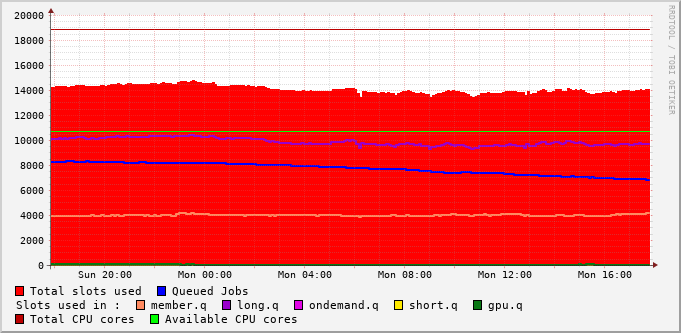 20000
18000
16000
14000
12000
10000
8000
6000
4000
2000
0
Sun 20:00 Mon 00:00 Mon 04:00 Mon 08:00 Mon 12:00 Mon 16:00
RRDTOOL / TOBI OETIKER
Total slots used Queued Jobs
Slots used in : member.q long.q ondemand.q short.q gpu.q
Total CPU cores Available CPU cores